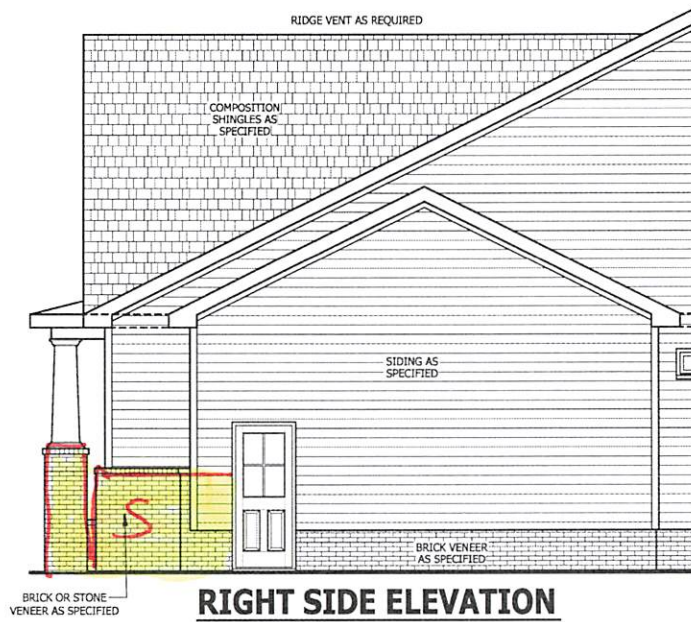 RIDGE VENT AS REQUIRED
COMPOSITION
SHINGLES AS
SPECIFIED
SIDING AS
SPECIFIED
S
BRICK VENEER
AS SPECIFIED
BRICK OR STONE
VENEER AS SPECIFIED
RIGHT SIDE ELEVATION